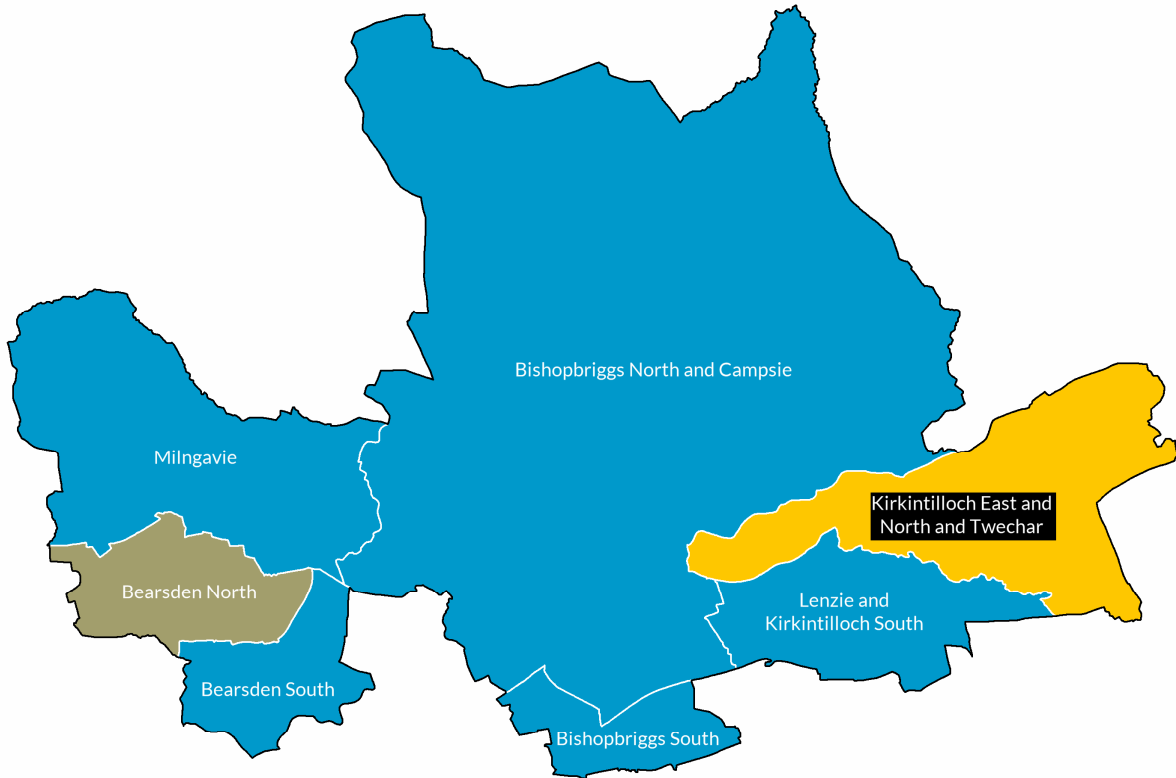 Bishopbriggs North and Campsie
Milngavie
Kirkintilloch East and
North and Twechar
Bearsden North
Lenzie and
Kirkintilloch South
Bearsden South
Bishopbriggs South